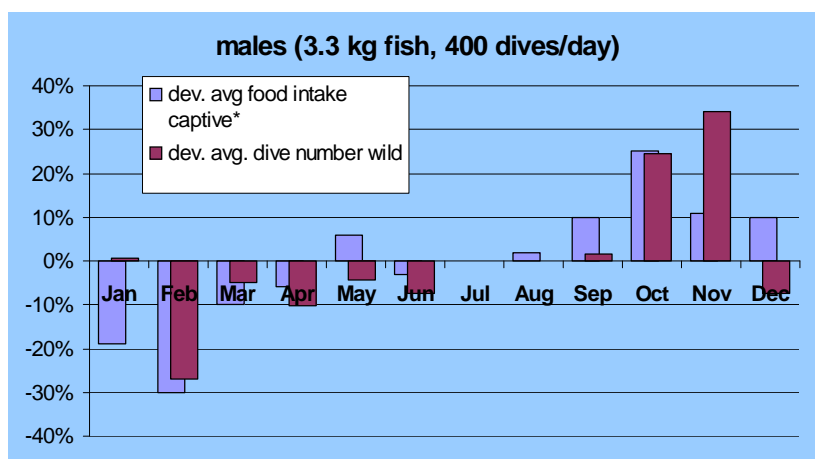 males (3.3 kg fish, 400 dives/day)
40%
dev. avg food intake
captive*
30%
dev. avg. dive number wild
20%
10%
0%
Jan Feb Mar Apr May Jun Jul Aug Sep Oct Nov Dec
-10%
-20%
-30%
-40%